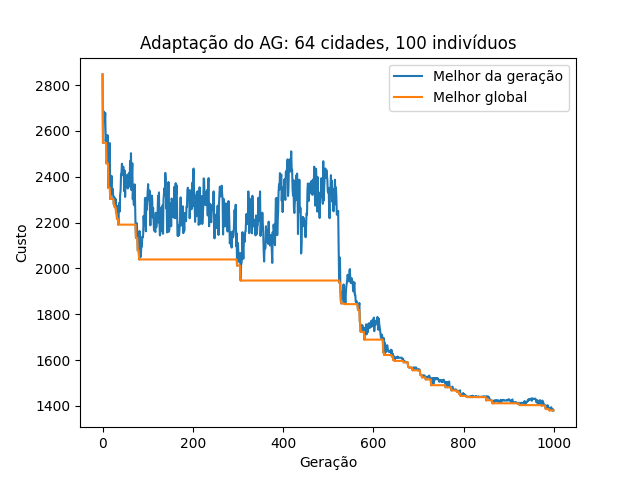 Adaptação do AG: 64 cidades, 100 indivíduos
Melhor da geração
Melhor global
2800
2600
2400
2200
2000
1800
1600
1400
Custo
0 200 400 600 800 1000
Geração